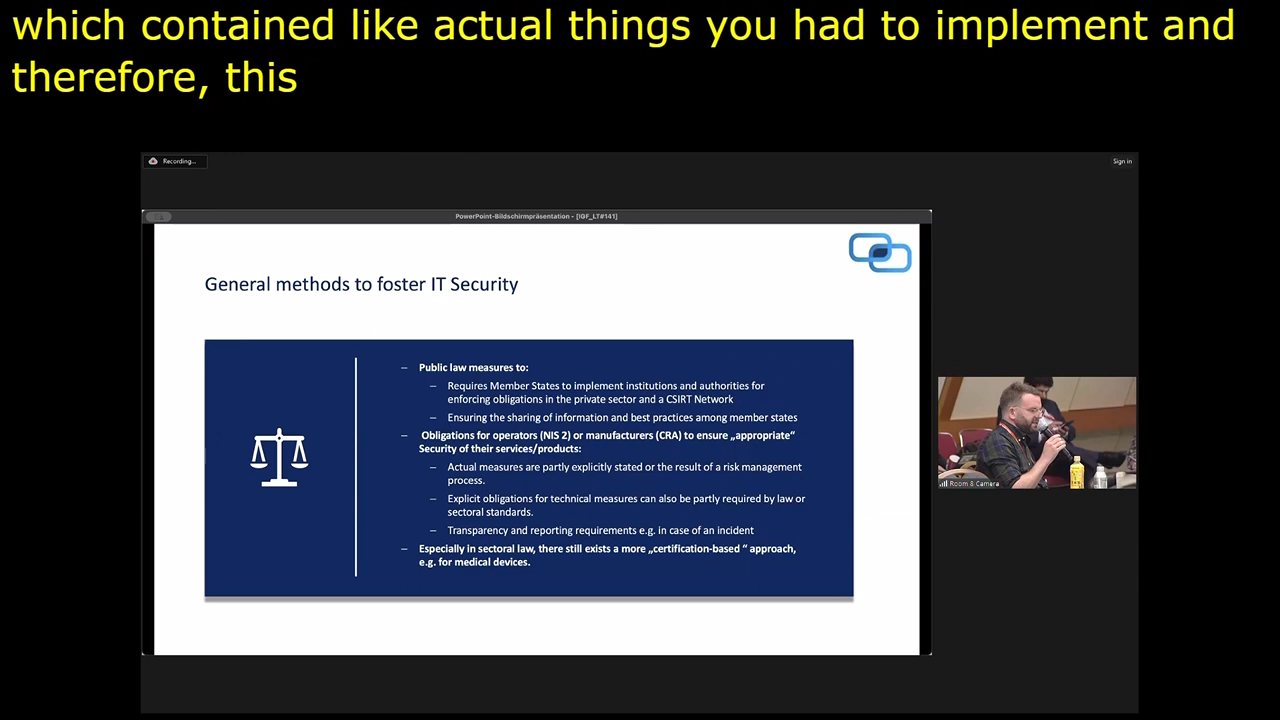 which contained like actual things you had to implement and
therefore, this
Recording...
Sign in
PowerPoint-Bildschirmpräsentation - [IGF_LT#141]
General methods to foster IT Security
– Public law measures to:
– Requires Member States to implement institutions and authorities for
enforcing obligations in the private sector and a CSIRT Network
– Ensuring the sharing of information and best practices among member states
– Obligations for operators (NIS 2) or manufacturers (CRA) to ensure „appropriate“
Security of their services/products:
– Actual measures are partly explicitly stated or the result of a risk management
process.
– Explicit obligations for technical measures can also be partly required by law or
sectoral standards.
– Transparency and reporting requirements e.g. in case of an incident
– Especially in sectoral law, there still exists a more „certification-based “ approach,
e.g. for medical devices.
Room 8 Camera